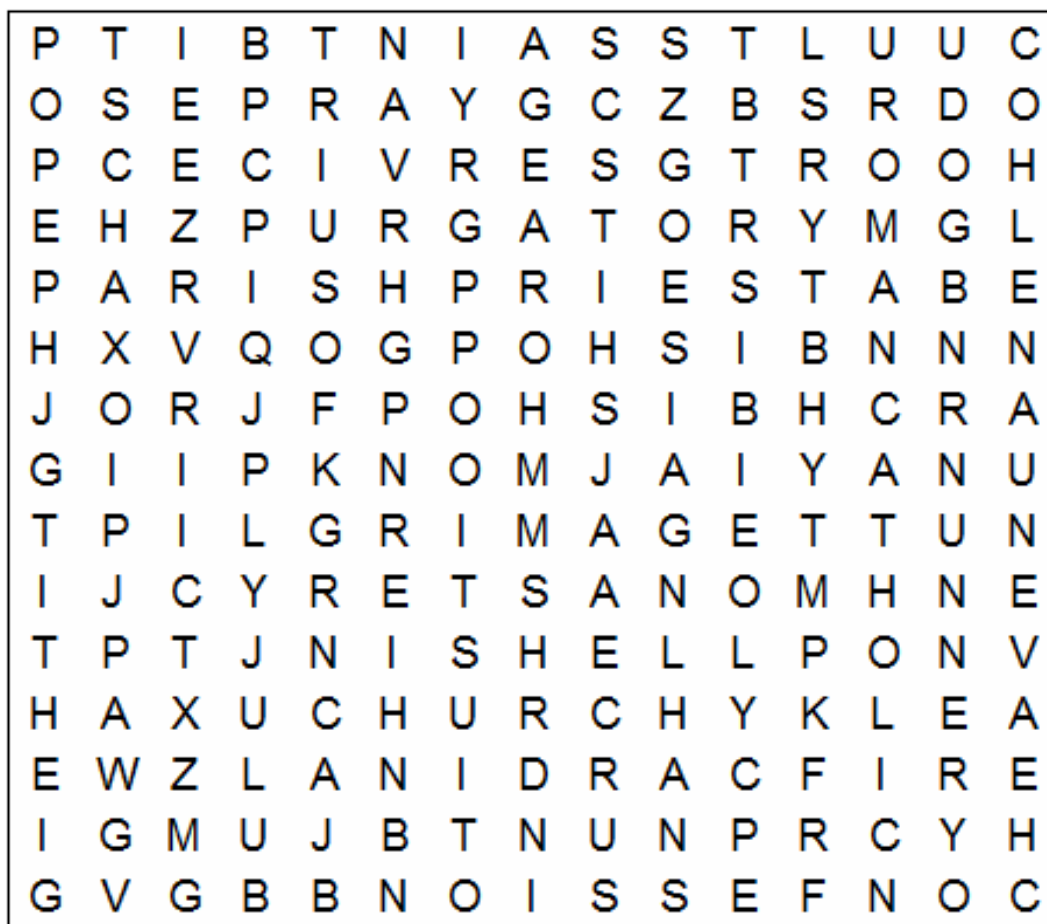 P T I B T N I A S S T L U U C
O S E P R A Y G C Z B S R D O
P C E C I V R E S G T R O O H
E H Z P U R G A T O R Y M G L
P A R I S H P R I E S T A B E
H X V Q O G P O H S I B N N N
J O R J F P O H S I B H C R A
G I I P K N O M J A I Y A N U
T P I L G R I M A G E T T U N
I J C Y R E T S A N O M H N E
T P T J N I S H E L L P O N V
H A X U C H U R C H Y K L E A
E W Z L A N I D R A C F I R E
I G M U J B T N U N P R C Y H
G V G B B N O I S S E F N O C